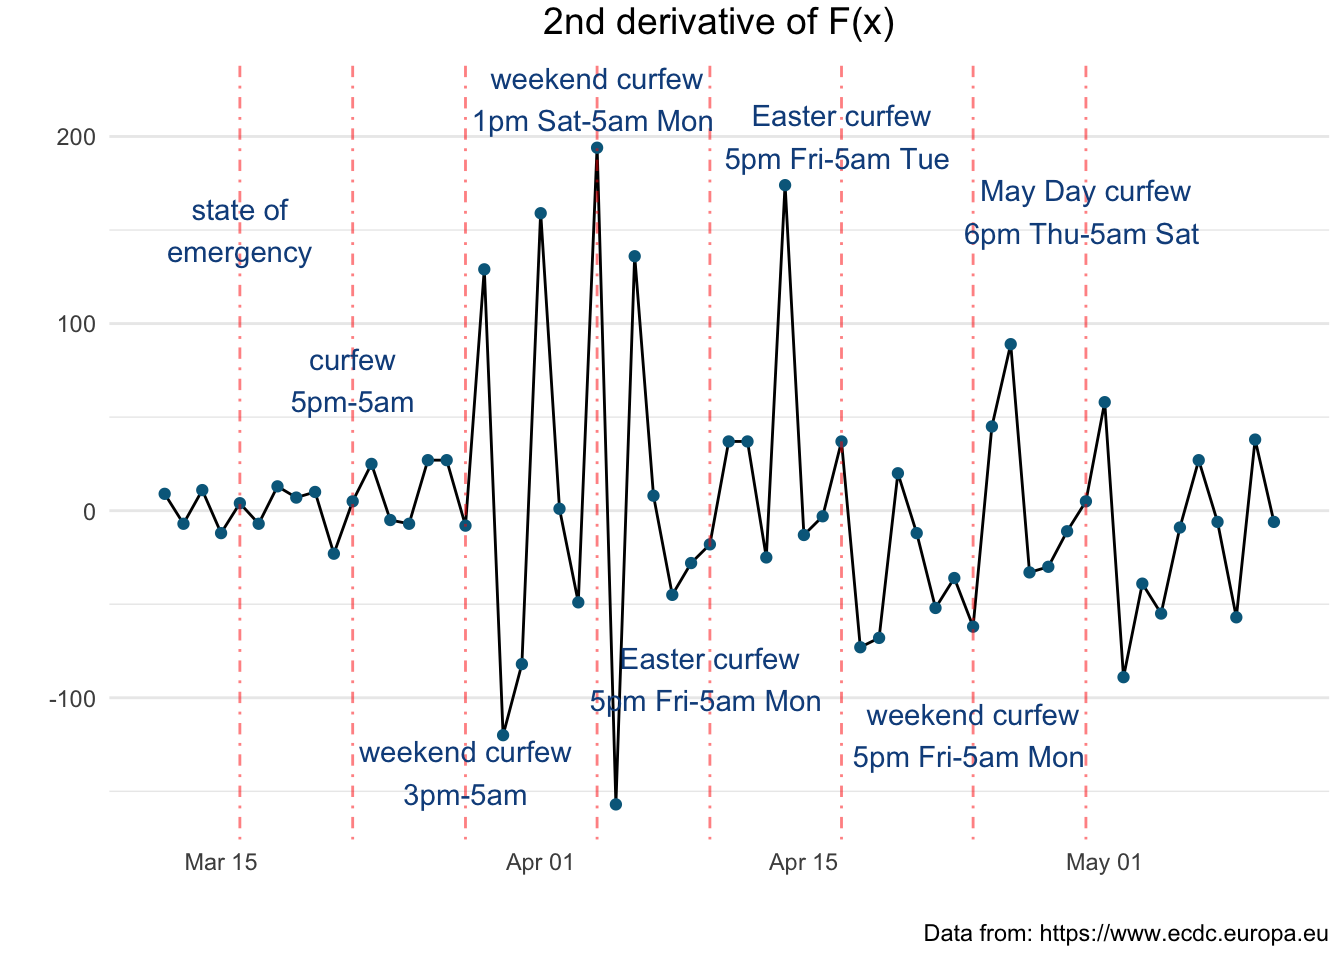 2nd derivative of F(x)
weekend curfew
1pm Sat-5am Mon
Easter curfew
5pm Fri-5am Tue
May Day curfew
6pm Thu-5am Sat
state of
emergency
curfew
5pm-5am
Easter curfew
5pm Fri-5am Mon
weekend curfew
5pm Fri-5am Mon
weekend curfew
3pm-5am
200
100
0
-100
Mar 15
Apr 01
Apr 15
May 01
Data from: https://www.ecdc.europa.eu